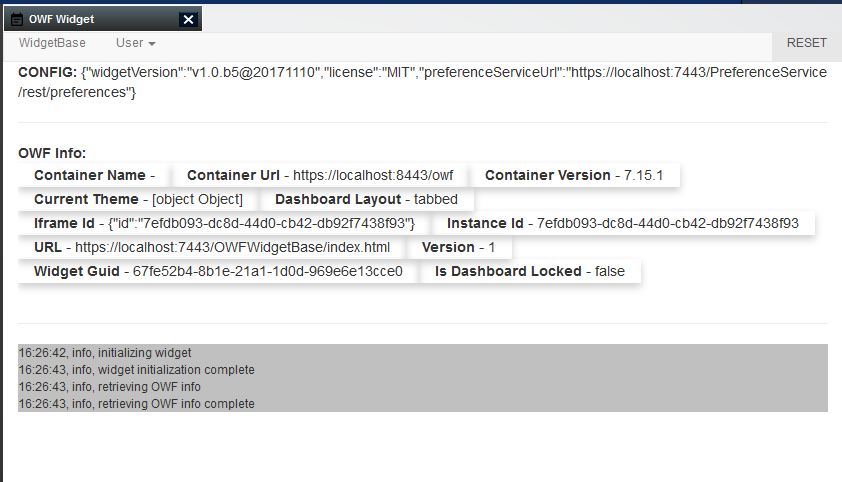 OWF Widget
WidgetBase User RESET
CONFIG: {"widgetVersion":"v1.0.b5@20171110","license":"MIT","preferenceServiceUrl":"https://localhost:7443/PreferenceService
/rest/preferences"}
OWF Info:
Container Name - Container Url - https://localhost:8443/owf Container Version - 7.15.1
Current Theme - [object Object] Dashboard Layout - tabbed
Iframe Id - {"id":"7efdb093-dc8d-44d0-cb42-db92f7438f93"} Instance Id - 7efdb093-dc8d-44d0-cb42-db92f7438f93
URL - https://localhost:7443/OWFWidgetBase/index.html Version - 1
Widget Guid - 67fe52b4-8b1e-21a1-1d0d-969e6e13cce0 Is Dashboard Locked - false
16:26:42, info, initializing widget
16:26:43, info, widget initialization complete
16:26:43, info, retrieving OWF info
16:26:43, info, retrieving OWF info complete